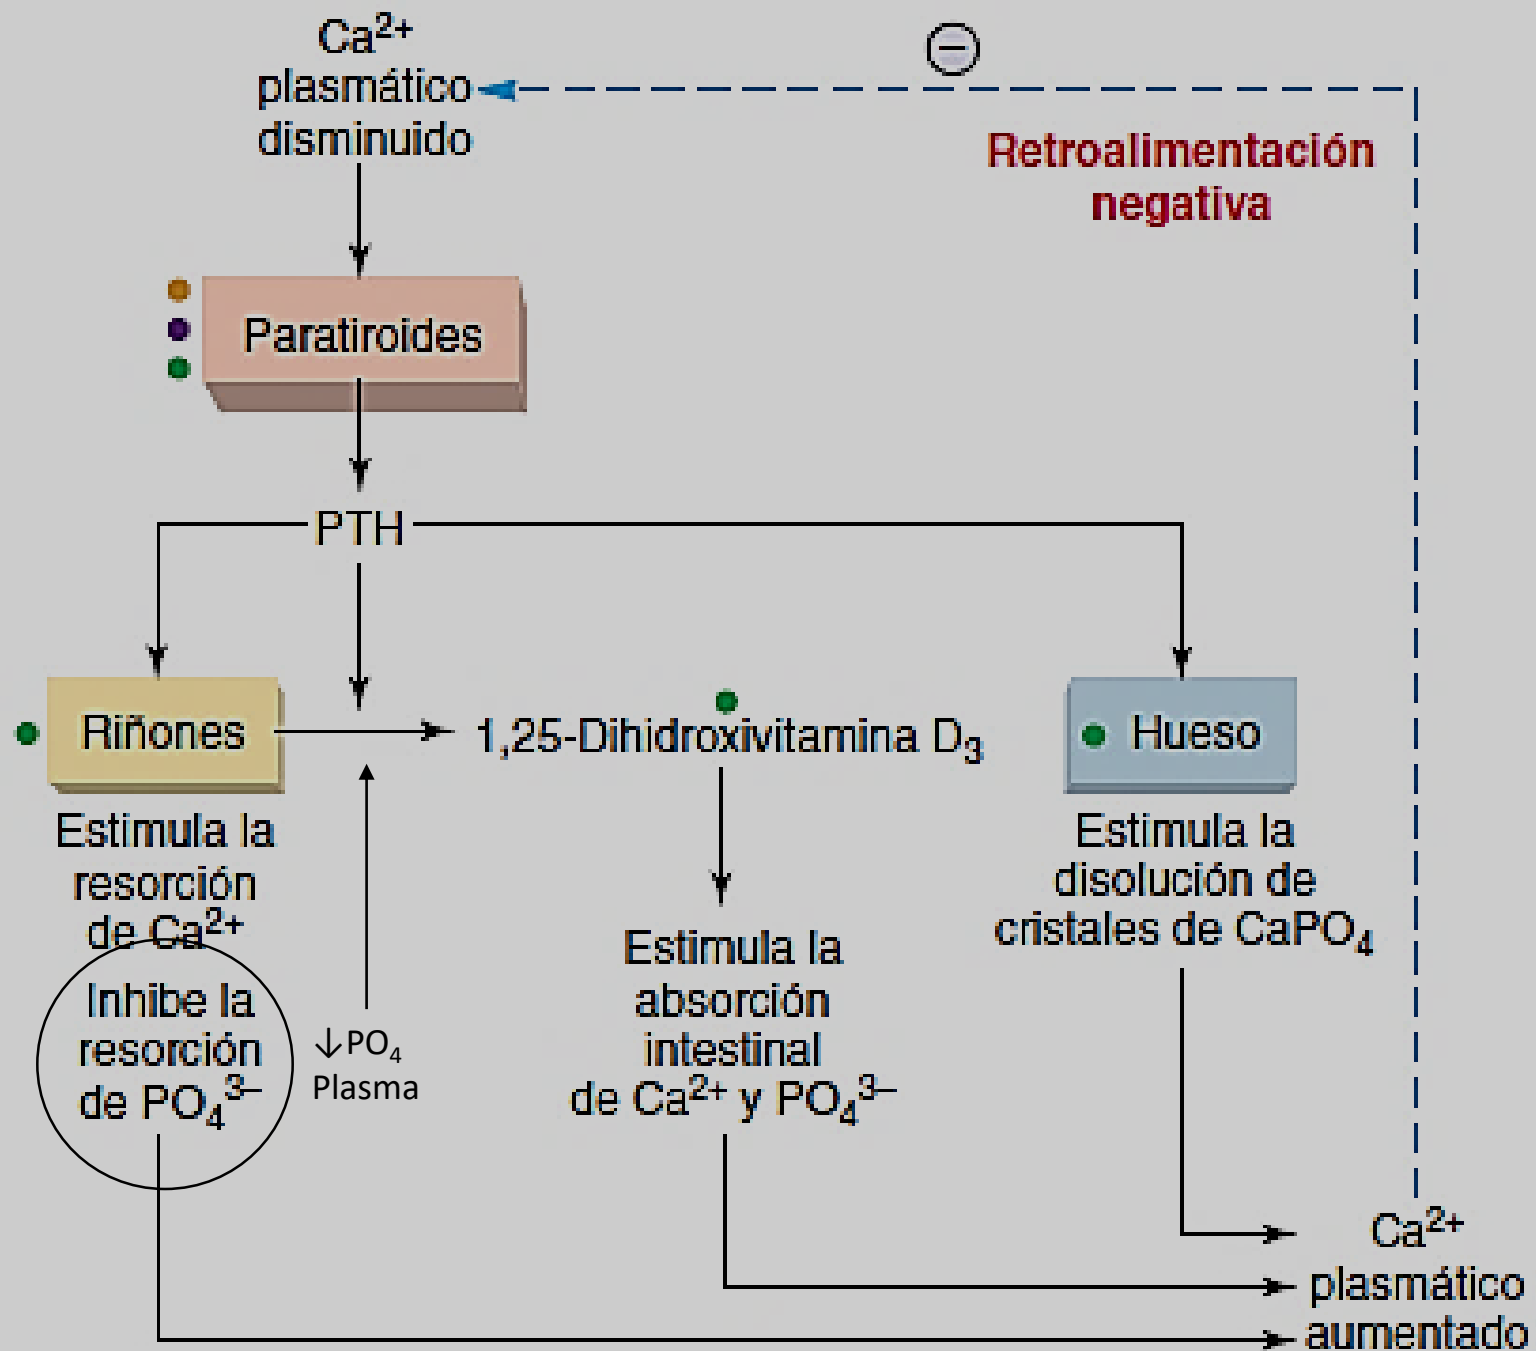 Ca²⁺
plasmático
disminuido
−
Retroalimentación
negativa
Paratiroides
PTH
Riñones
1,25-Dihidroxivitamina D₃
Hueso
Estimula la
resorción
de Ca²⁺
Inhibe la
resorción
de PO₄³⁻
↓PO₄
Plasma
Estimula la
absorción
intestinal
de Ca²⁺ y PO₄³⁻
Estimula la
disolución de
cristales de CaPO₄
Ca²⁺
plasmático
aumentado